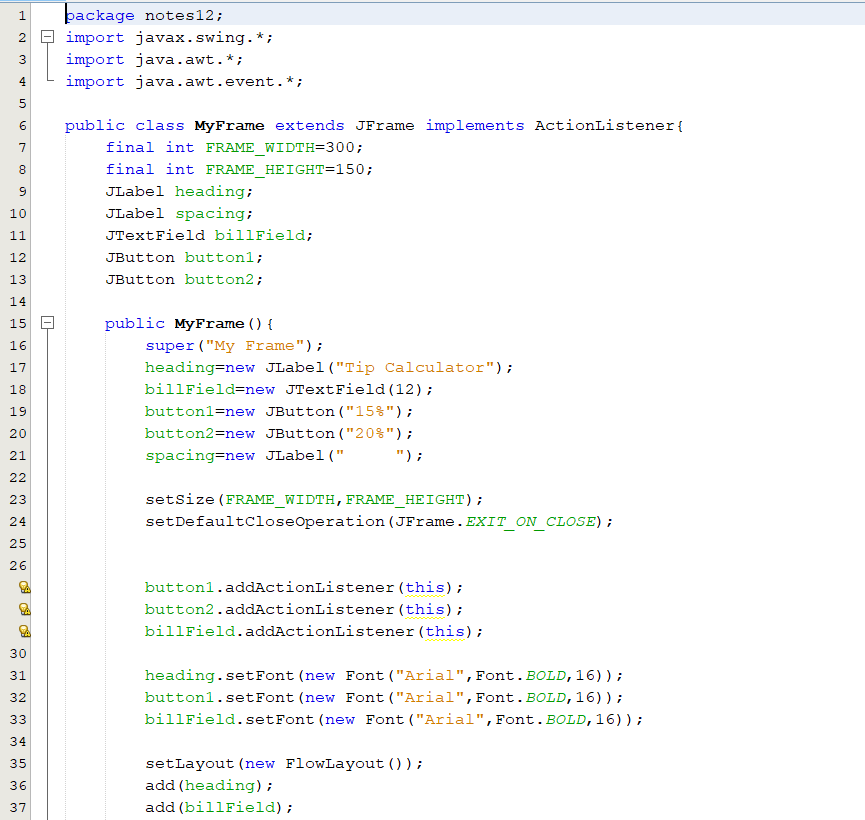 1 package notes12;
2 import javax.swing.*;
3 import java.awt.*;
4 import java.awt.event.*;
5
6 public class MyFrame extends JFrame implements ActionListener{
7     final int FRAME_WIDTH=300;
8     final int FRAME_HEIGHT=150;
9     JLabel heading;
10     JLabel spacing;
11     JTextField billField;
12     JButton button1;
13     JButton button2;
14
15     public MyFrame(){
16         super("My Frame");
17         heading=new JLabel("Tip Calculator");
18         billField=new JTextField(12);
19         button1=new JButton("15%");
20         button2=new JButton("20%");
21         spacing=new JLabel("     ");
22
23         setSize(FRAME_WIDTH,FRAME_HEIGHT);
24         setDefaultCloseOperation(JFrame.EXIT_ON_CLOSE);
25
26
        button1.addActionListener(this);
        button2.addActionListener(this);
        billField.addActionListener(this);
30
31         heading.setFont(new Font("Arial",Font.BOLD,16));
32         button1.setFont(new Font("Arial",Font.BOLD,16));
33         billField.setFont(new Font("Arial",Font.BOLD,16));
34
35         setLayout(new FlowLayout());
36         add(heading);
37         add(billField);